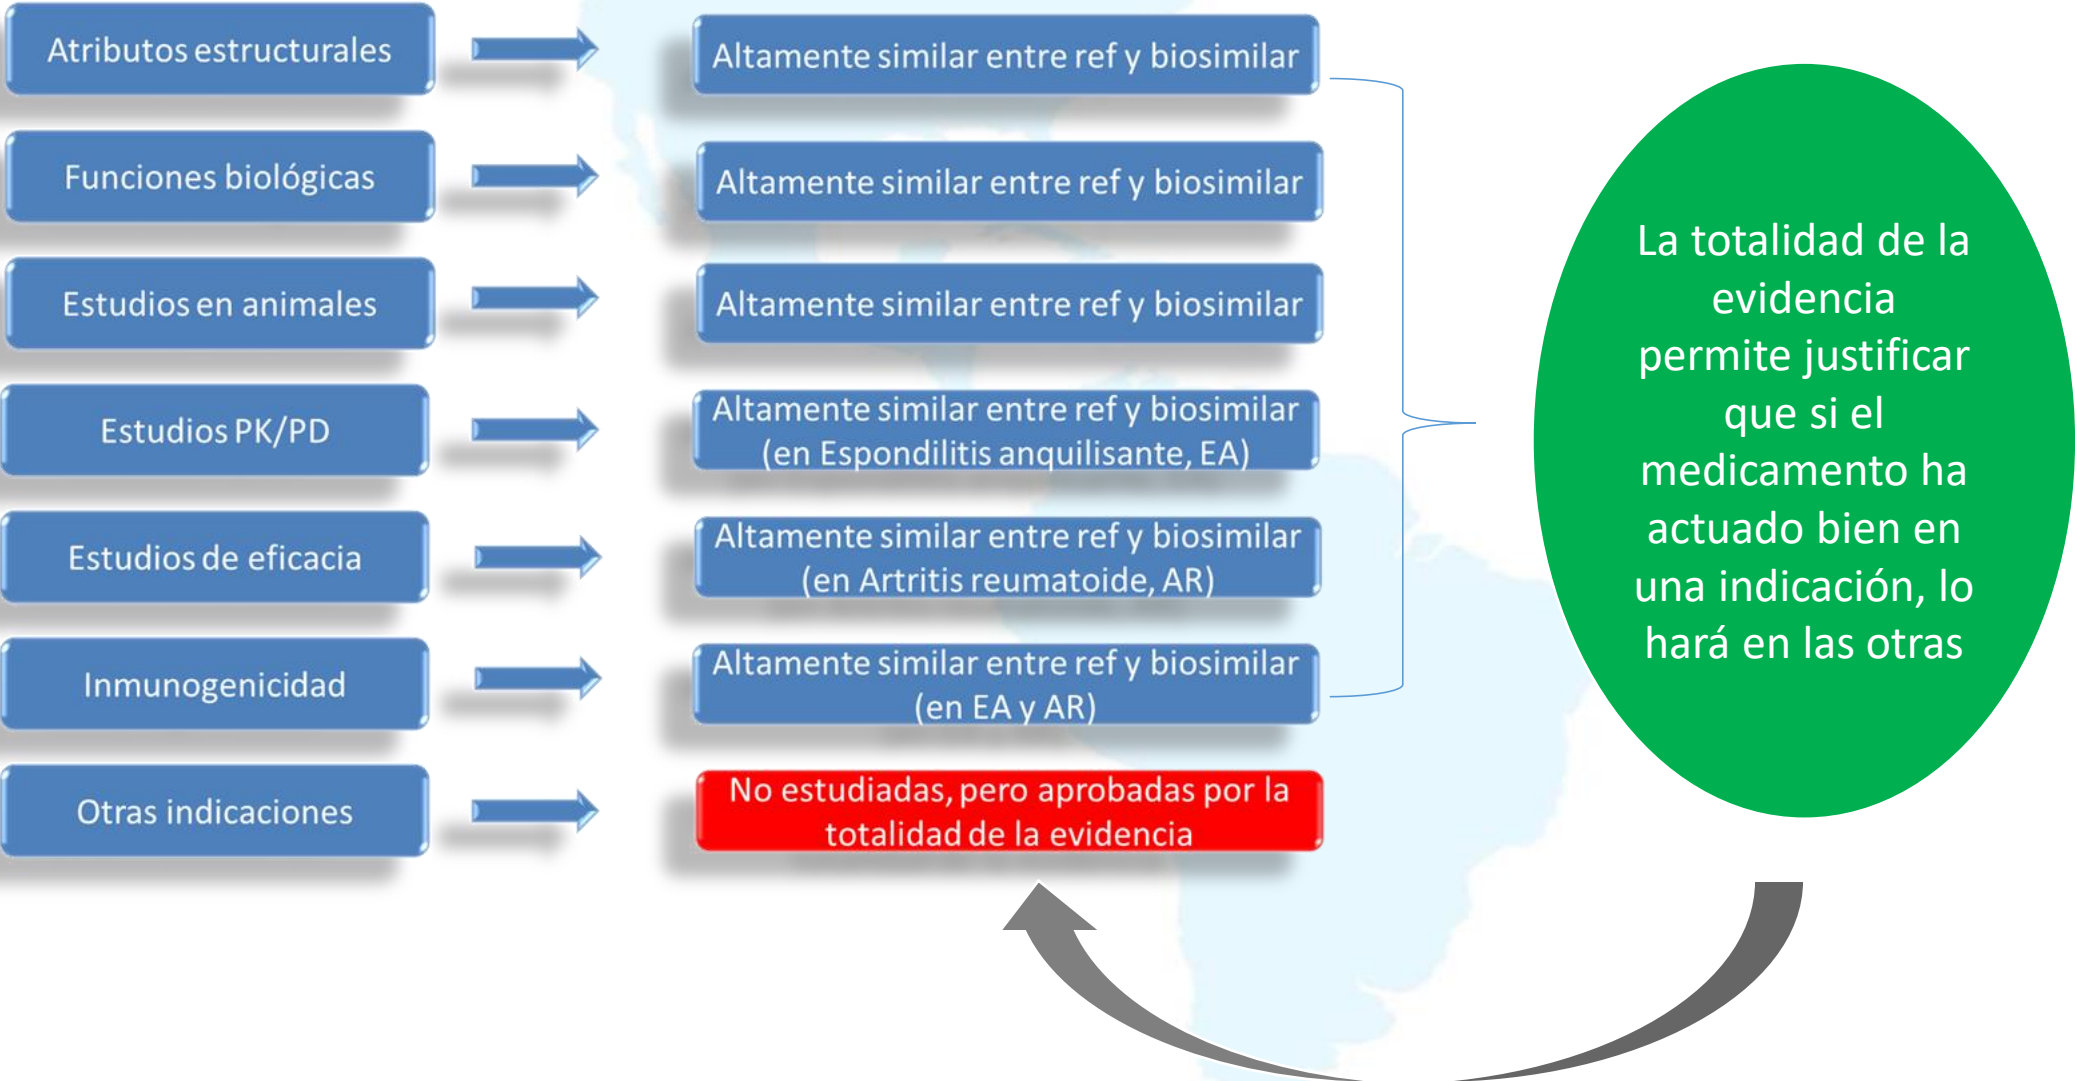 Atributos estructurales
Altamente similar entre ref y biosimilar
Funciones biológicas
Altamente similar entre ref y biosimilar
Estudios en animales
Altamente similar entre ref y biosimilar
Estudios PK/PD
Altamente similar entre ref y biosimilar
(en Espondilitis anquilisante, EA)
Estudios de eficacia
Altamente similar entre ref y biosimilar
(en Artritis reumatoide, AR)
Inmunogenicidad
Altamente similar entre ref y biosimilar
(en EA y AR)
Otras indicaciones
No estudiadas, pero aprobadas por la
totalidad de la evidencia
La totalidad de la
evidencia
permite justificar
que si el
medicamento ha
actuado bien en
una indicación, lo
hará en las otras